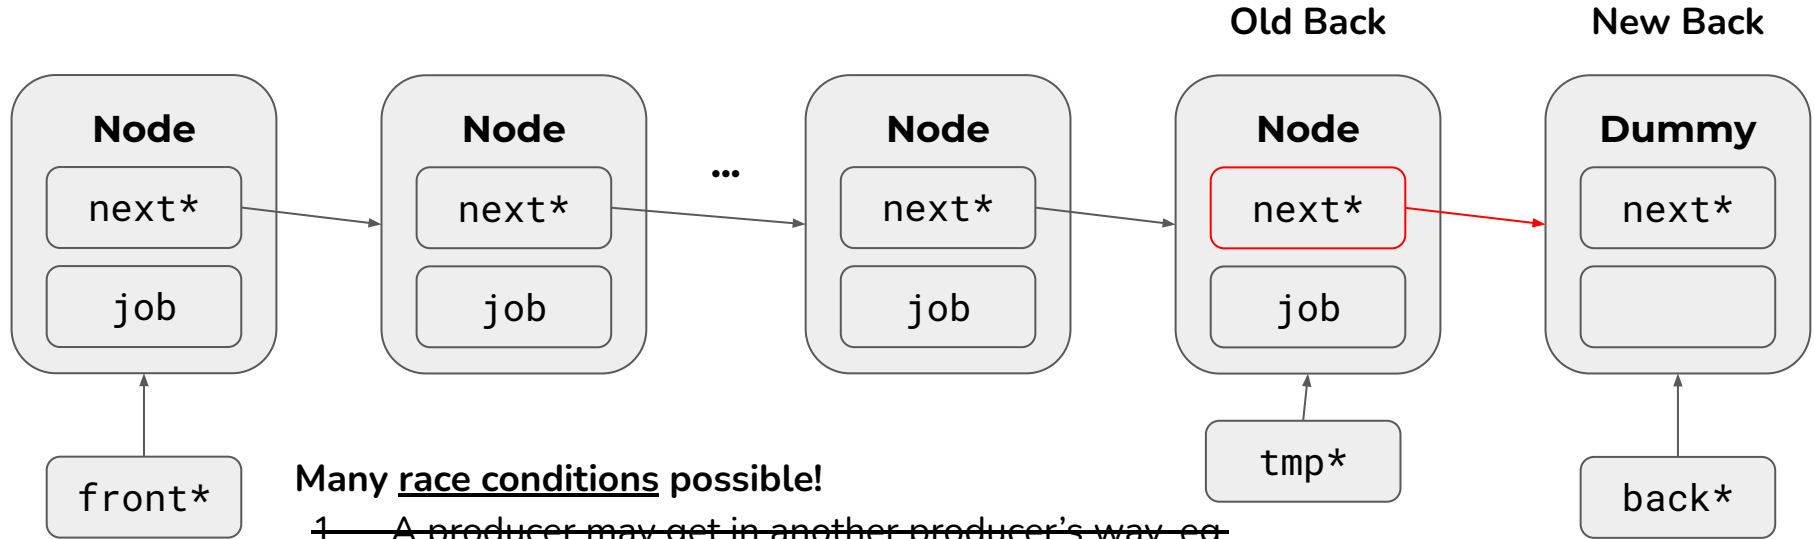 Old Back New Back
Node Node Node Node Dummy
...
next* next* next* next* next*
job job job job
tmp*
Many race conditions possible!
front* back*
1. A producer may get in another producer's way, eg